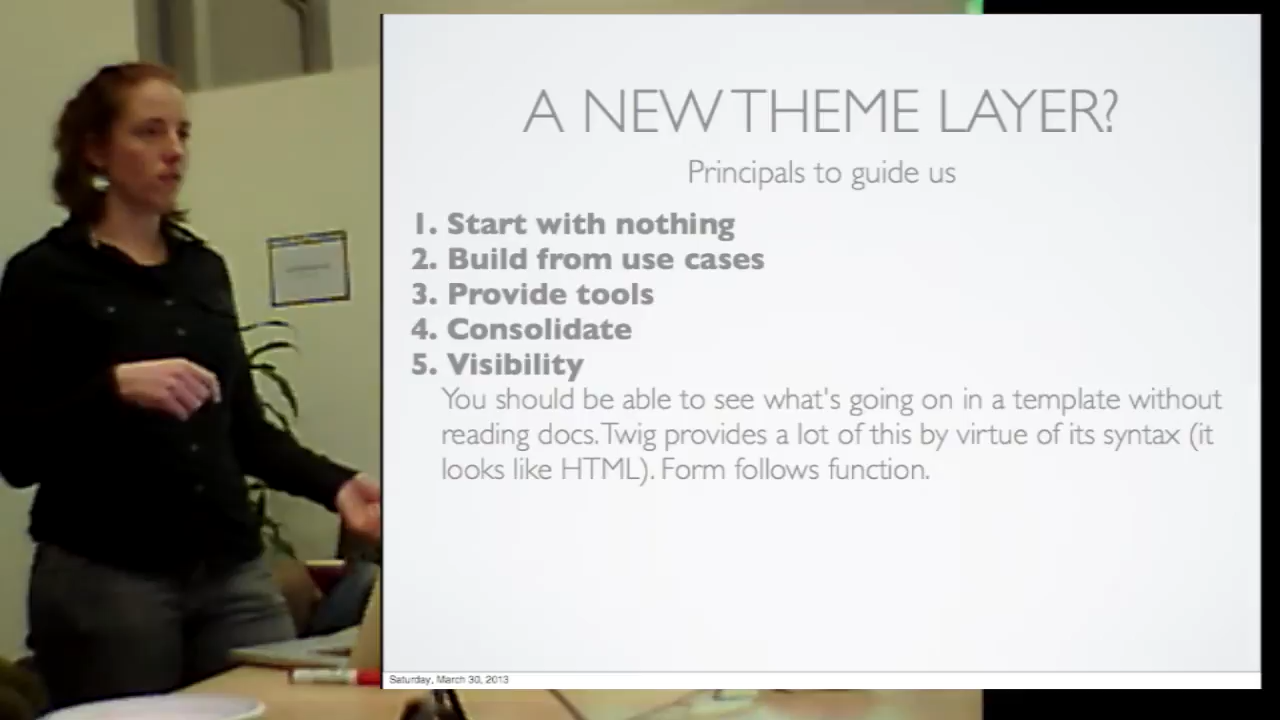 A NEW THEME LAYER?
Principals to guide us
1. Start with nothing
2. Build from use cases
3. Provide tools
4. Consolidate
5. Visibility
You should be able to see what's going on in a template without
reading docs. Twig provides a lot of this by virtue of its syntax (it
looks like HTML). Form follows function.
Saturday, March 30, 2013